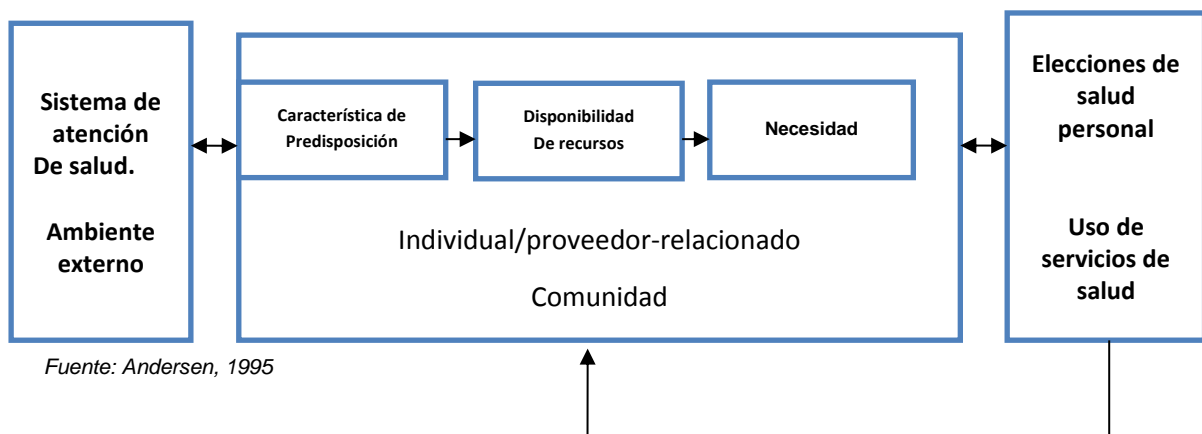 Sistema de
atención
De salud.
Ambiente
externo
Característica de
Predisposición
Disponibilidad
De recursos
Necesidad
Individual/proveedor-relacionado
Comunidad
Elecciones de
salud
personal
Uso de
servicios de
salud
Fuente: Andersen, 1995